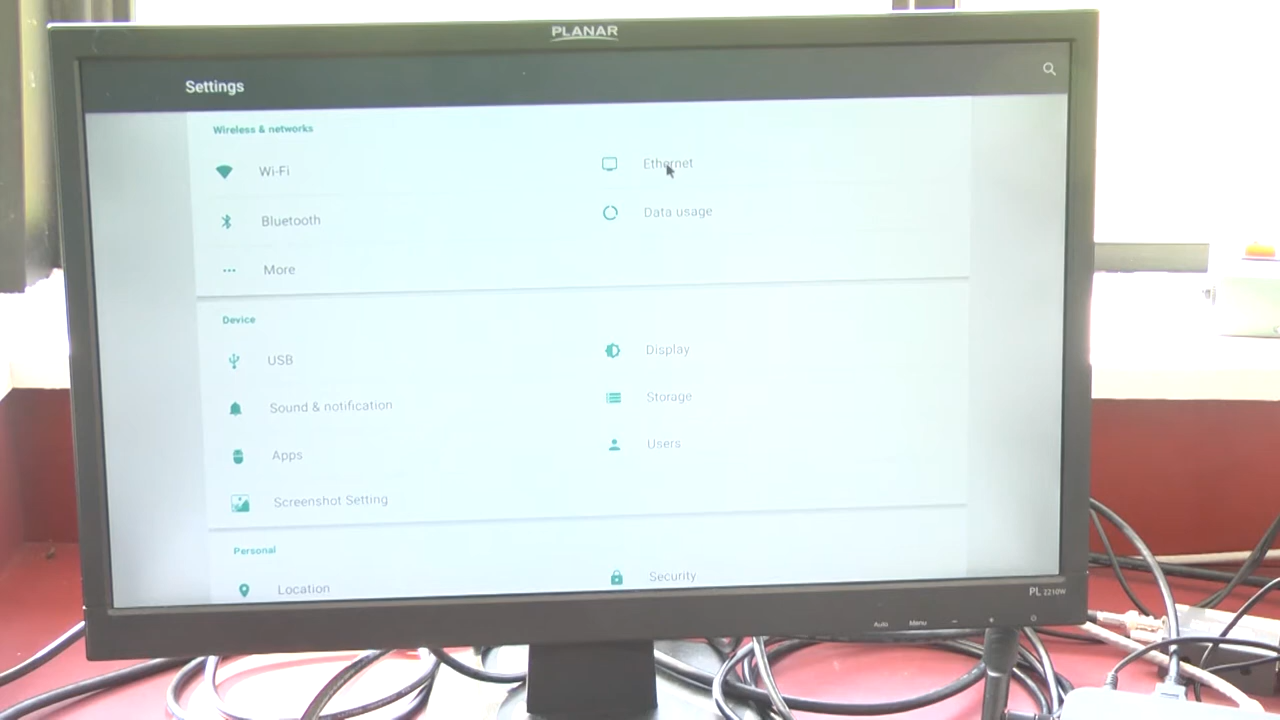 PLANAR
Settings
Wireless & networks
Wi-Fi
Ethernet
Bluetooth
Data usage
More
Device
USB
Display
Sound & notification
Storage
Apps
Users
Screenshot Setting
Personal
Location
Security
PL 2210W
Auto Menu